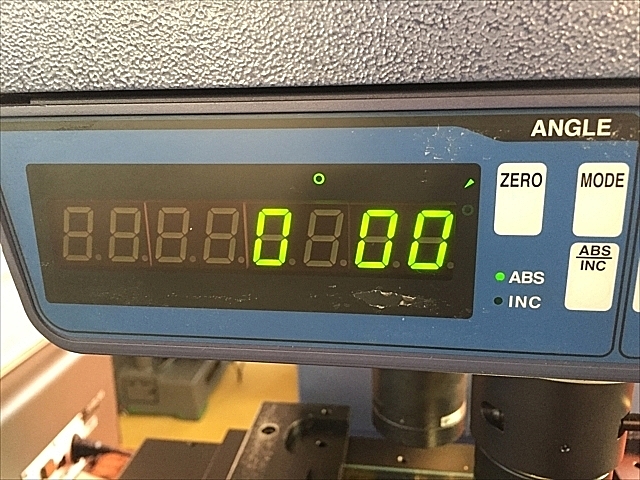 ANGLE
ZERO
MODE
0 00
ABS
INC
ABS
INC